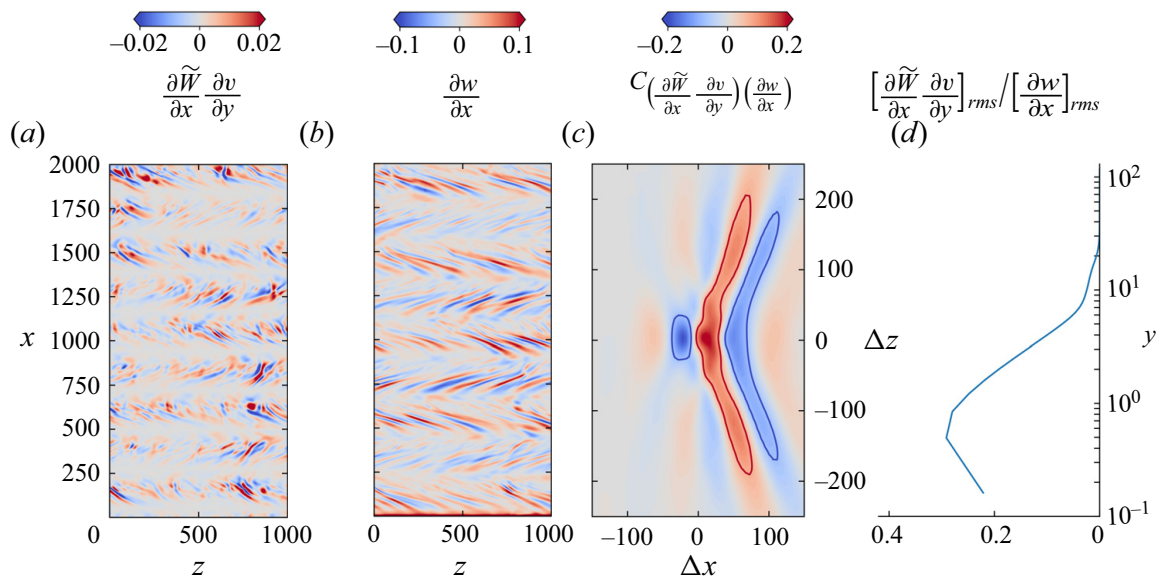 −0.02 0 0.02 −0.1 0 0.1 −0.2 0 0.2
∂W̃/∂x ∂v/∂y ∂w/∂x C(∂W̃/∂x ∂v/∂y)(∂w/∂x) [∂W̃/∂x ∂v/∂y]rms/[∂w/∂x]rms
(a) (b) (c) (d)
2000
1750
1500
1250
x 1000
750
500
250
0
0 500 1000
z
0 500 1000
z
200
100
0 Δz
−100
−200
−100 0 100
Δx
10²
10¹
y
10⁰
10⁻¹
0.4 0.2 0